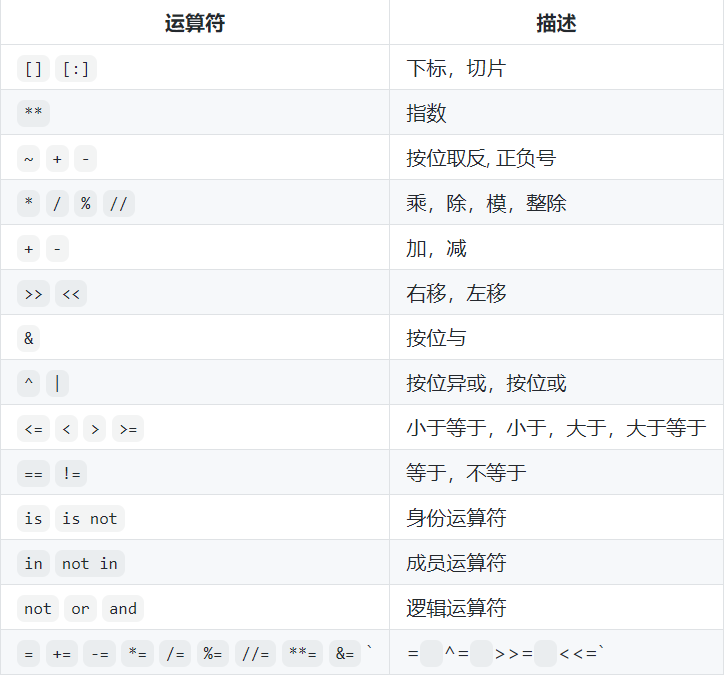 运算符 描述
[] [:] 下标，切片
** 指数
~ + - 按位取反, 正负号
* / % // 乘，除，模，整除
+ - 加，减
>> << 右移，左移
& 按位与
^ | 按位异或，按位或
<= < > >= 小于等于，小于，大于，大于等于
== != 等于，不等于
is is not 身份运算符
in not in 成员运算符
not or and 逻辑运算符
= += -= *= /= %= //= **= &= ` = ^= >>= <<=`